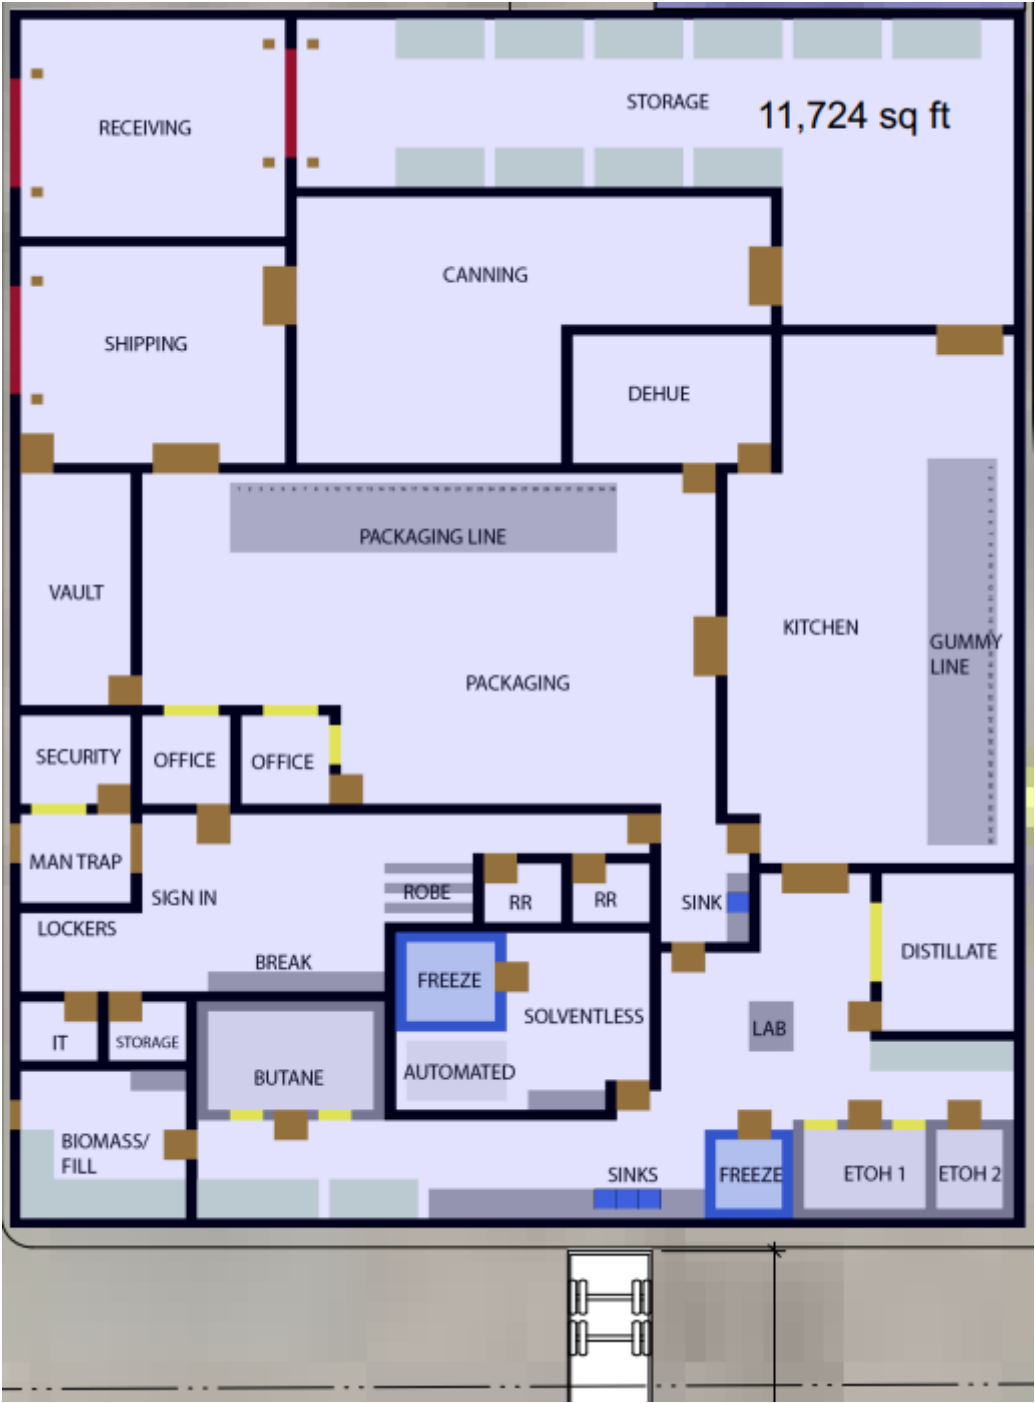 STORAGE
11,724 sq ft
RECEIVING
CANNING
SHIPPING
DEHUE
PACKAGING LINE
VAULT
KITCHEN
GUMMY
LINE
PACKAGING
SECURITY
OFFICE
OFFICE
MAN TRAP
SIGN IN
ROBE
RR
RR
SINK
LOCKERS
BREAK
FREEZE
DISTILLATE
SOLVENTLESS
LAB
IT
STORAGE
BUTANE
AUTOMATED
BIOMASS/
FILL
SINKS
FREEZE
ETOH 1
ETOH 2